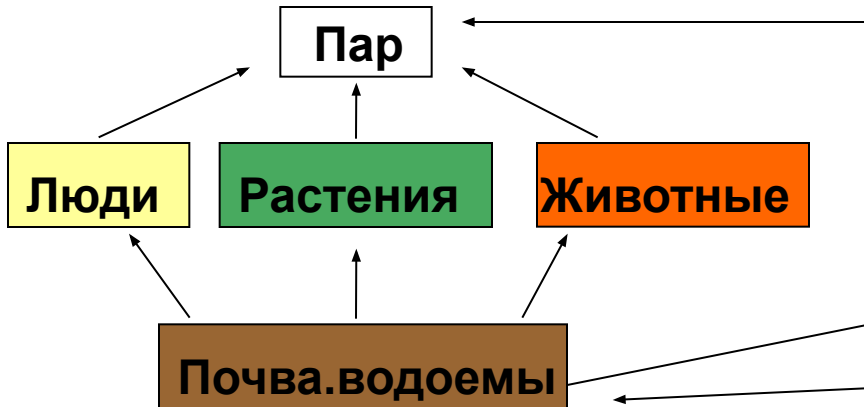 Пар
Люди
Растения
Животные
Почва.водоемы